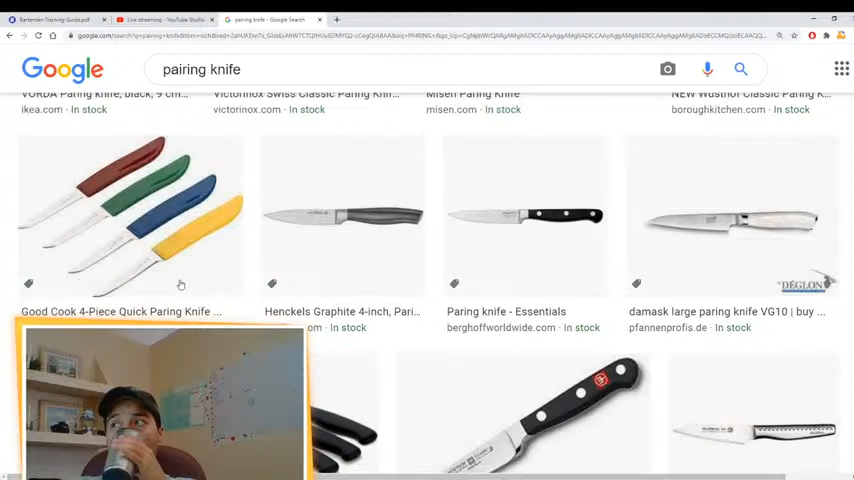 Bartender-Training-Guide.pdf
Live streaming - YouTube Studio
pairing knife - Google Search
Google
pairing knife
VÖRDA Paring knife, black, 9 cm...
Victorinox Swiss Classic Paring Kni...
Misen Paring Knife
NEW Wüsthof Classic Paring K...
ikea.com · In stock
victorinox.com · In stock
misen.com · In stock
boroughkitchen.com · In stock
DÉGLON
Good Cook 4-Piece Quick Paring Knife ...
Henckels Graphite 4-inch, Pari...
Paring knife - Essentials
damask large paring knife VG10 | buy ...
om · In stock
berghoffworldwide.com · In stock
pfannenprofis.de · In stock